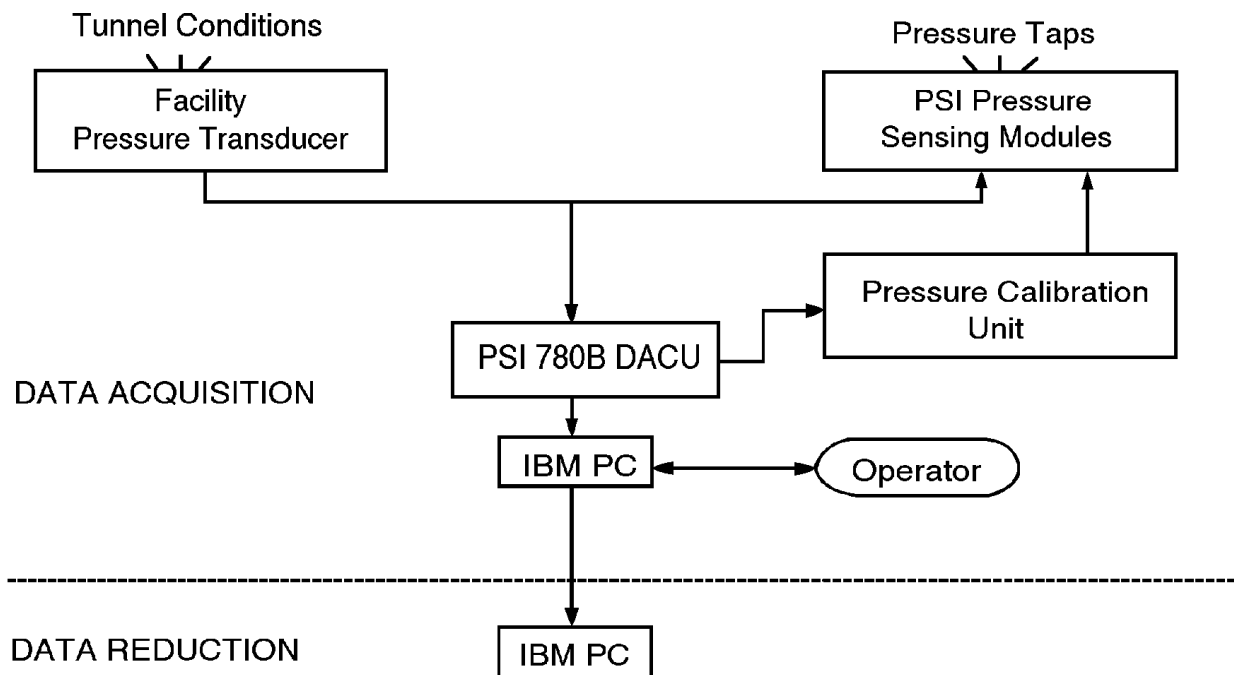 Tunnel Conditions
Facility
Pressure Transducer
Pressure Taps
PSI Pressure
Sensing Modules
Pressure Calibration
Unit
PSI 780B DACU
DATA ACQUISITION
IBM PC
Operator
DATA REDUCTION
IBM PC